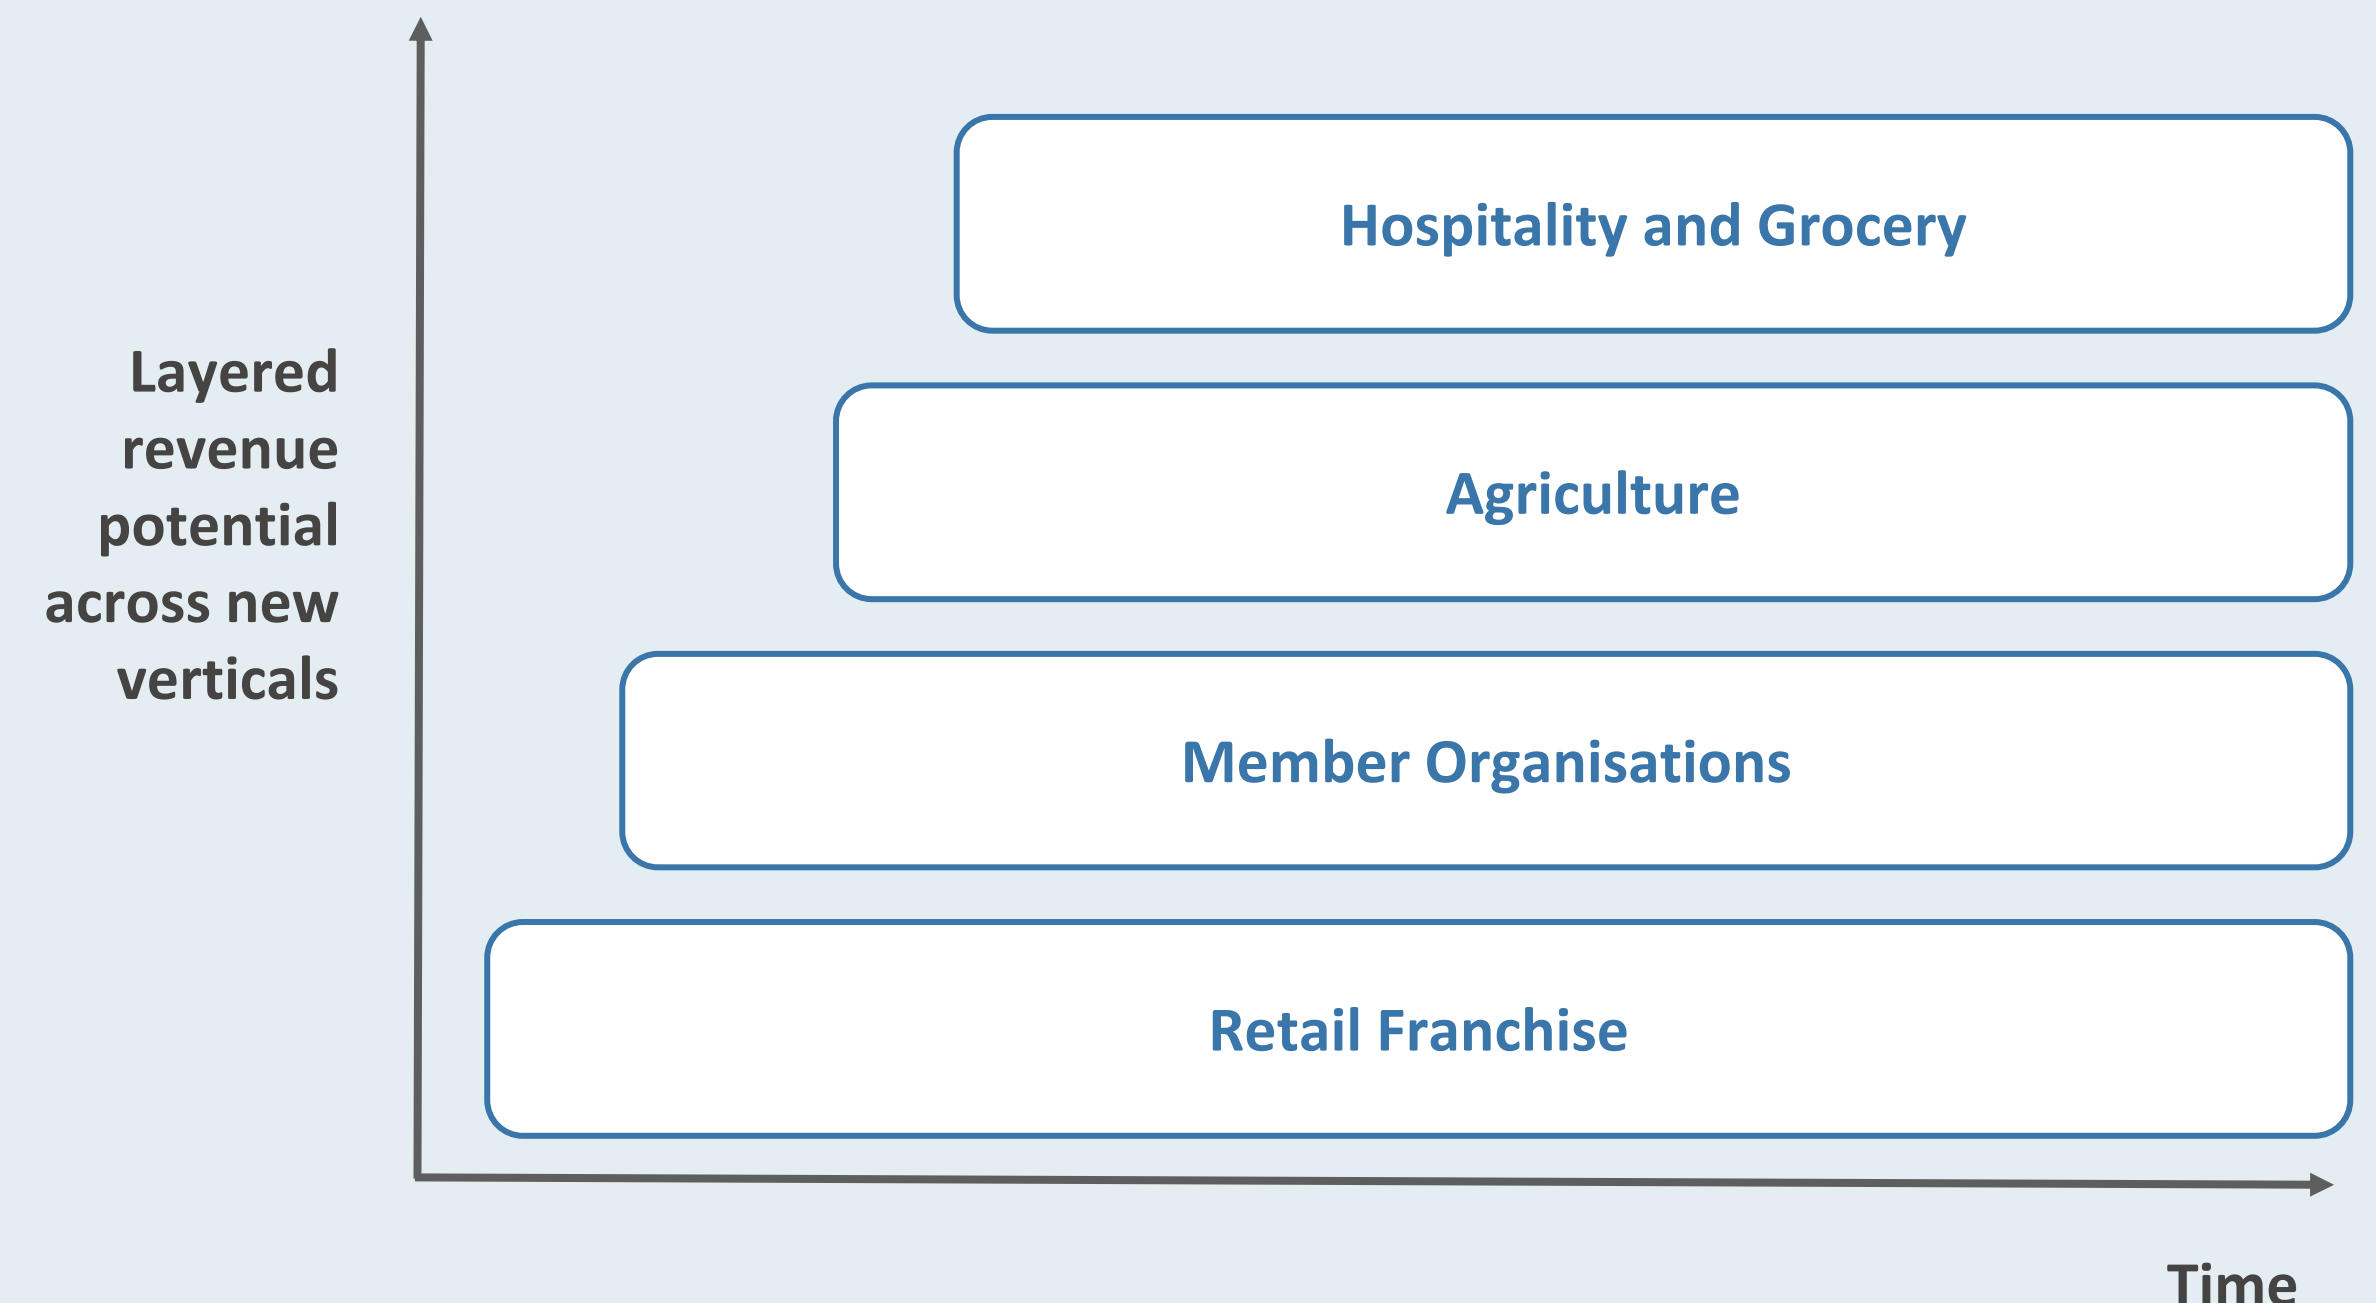 Hospitality and Grocery
Layered
revenue
potential
across new
verticals
Agriculture
Member Organisations
Retail Franchise
Time